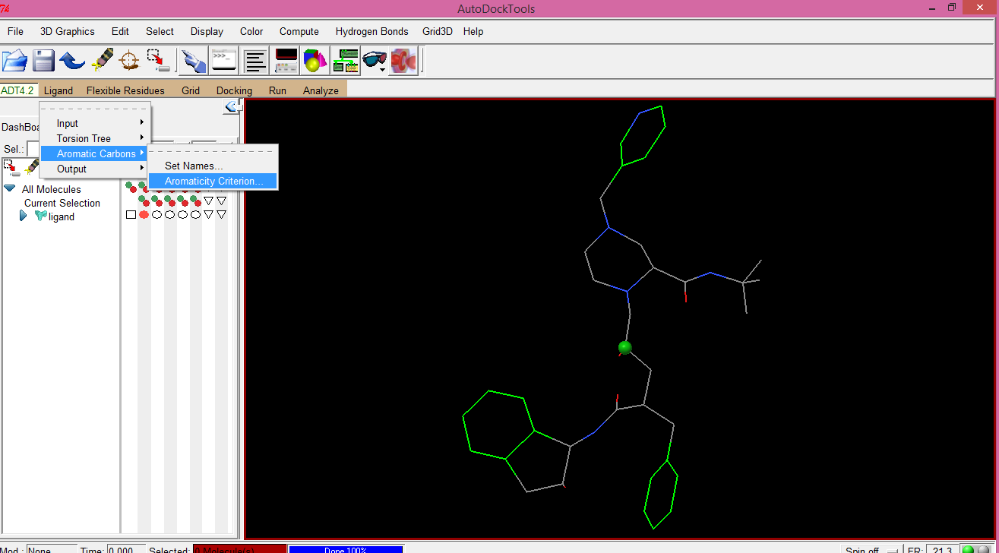 AutoDockTools
File 3D Graphics Edit Select Display Color Compute Hydrogen Bonds Grid3D Help
>>>_
ADT4.2 Ligand Flexible Residues Grid Docking Run Analyze
Input
DashBoa
Torsion Tree
Sel.:
Aromatic Carbons
Output
Set Names...
Aromaticity Criterion...
All Molecules
Current Selection
ligand
Mod.: None Time: 0.000 Selected: 0 Molecule(s) Done 100% Spin off FR: 21.3